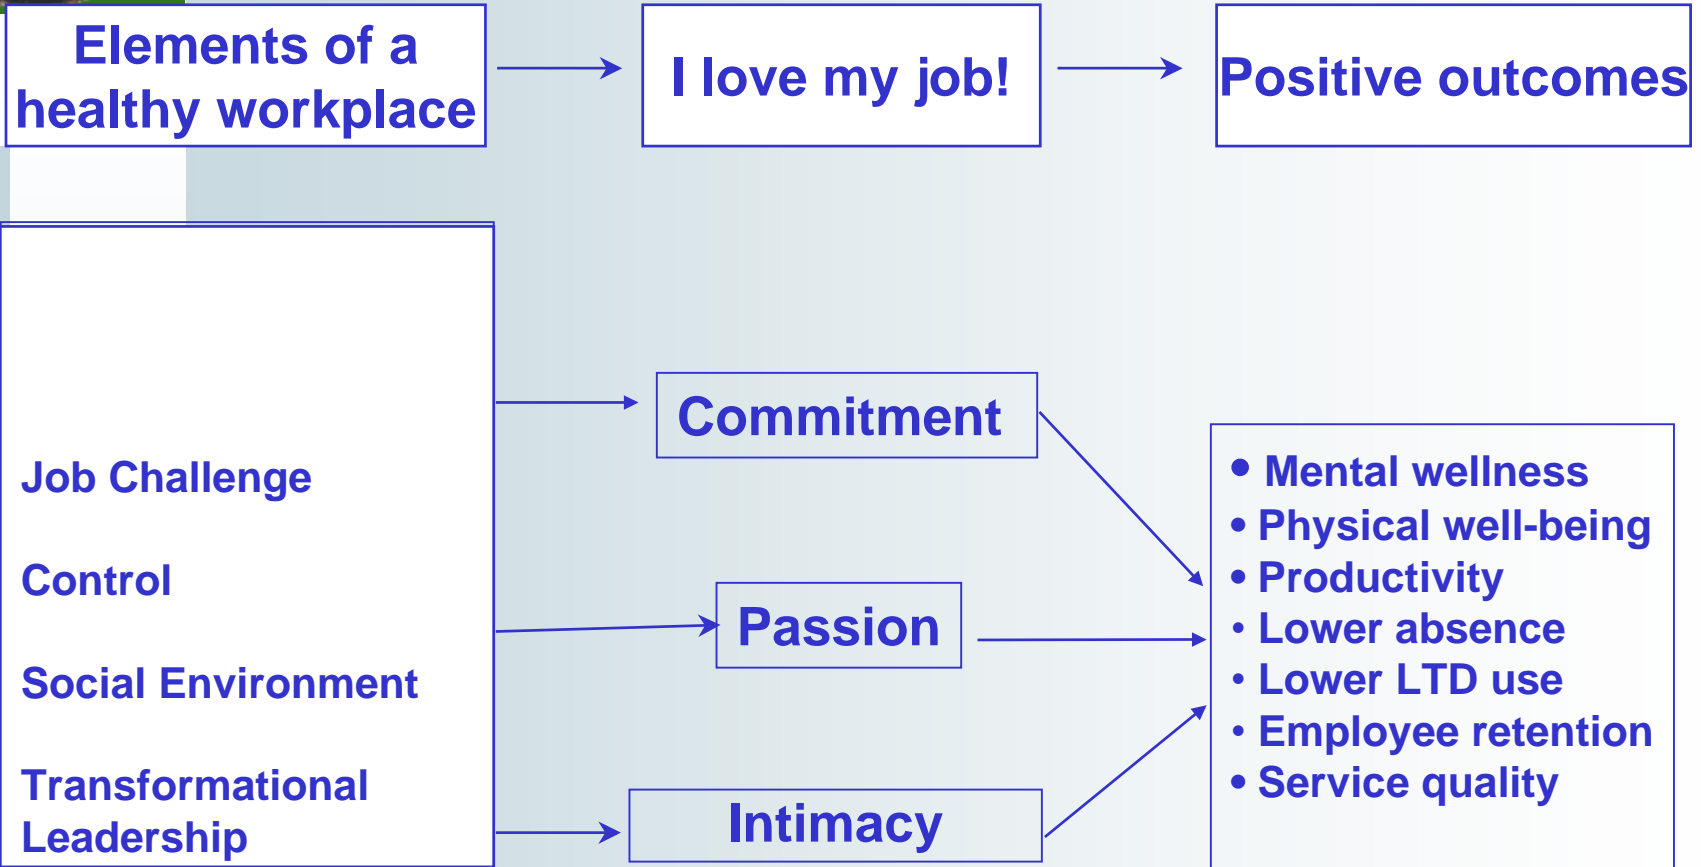 Elements of a
healthy workplace
I love my job!
Positive outcomes
Job Challenge
Control
Social Environment
Transformational
Leadership
Commitment
Passion
Intimacy
• Mental wellness
• Physical well-being
• Productivity
• Lower absence
• Lower LTD use
• Employee retention
• Service quality